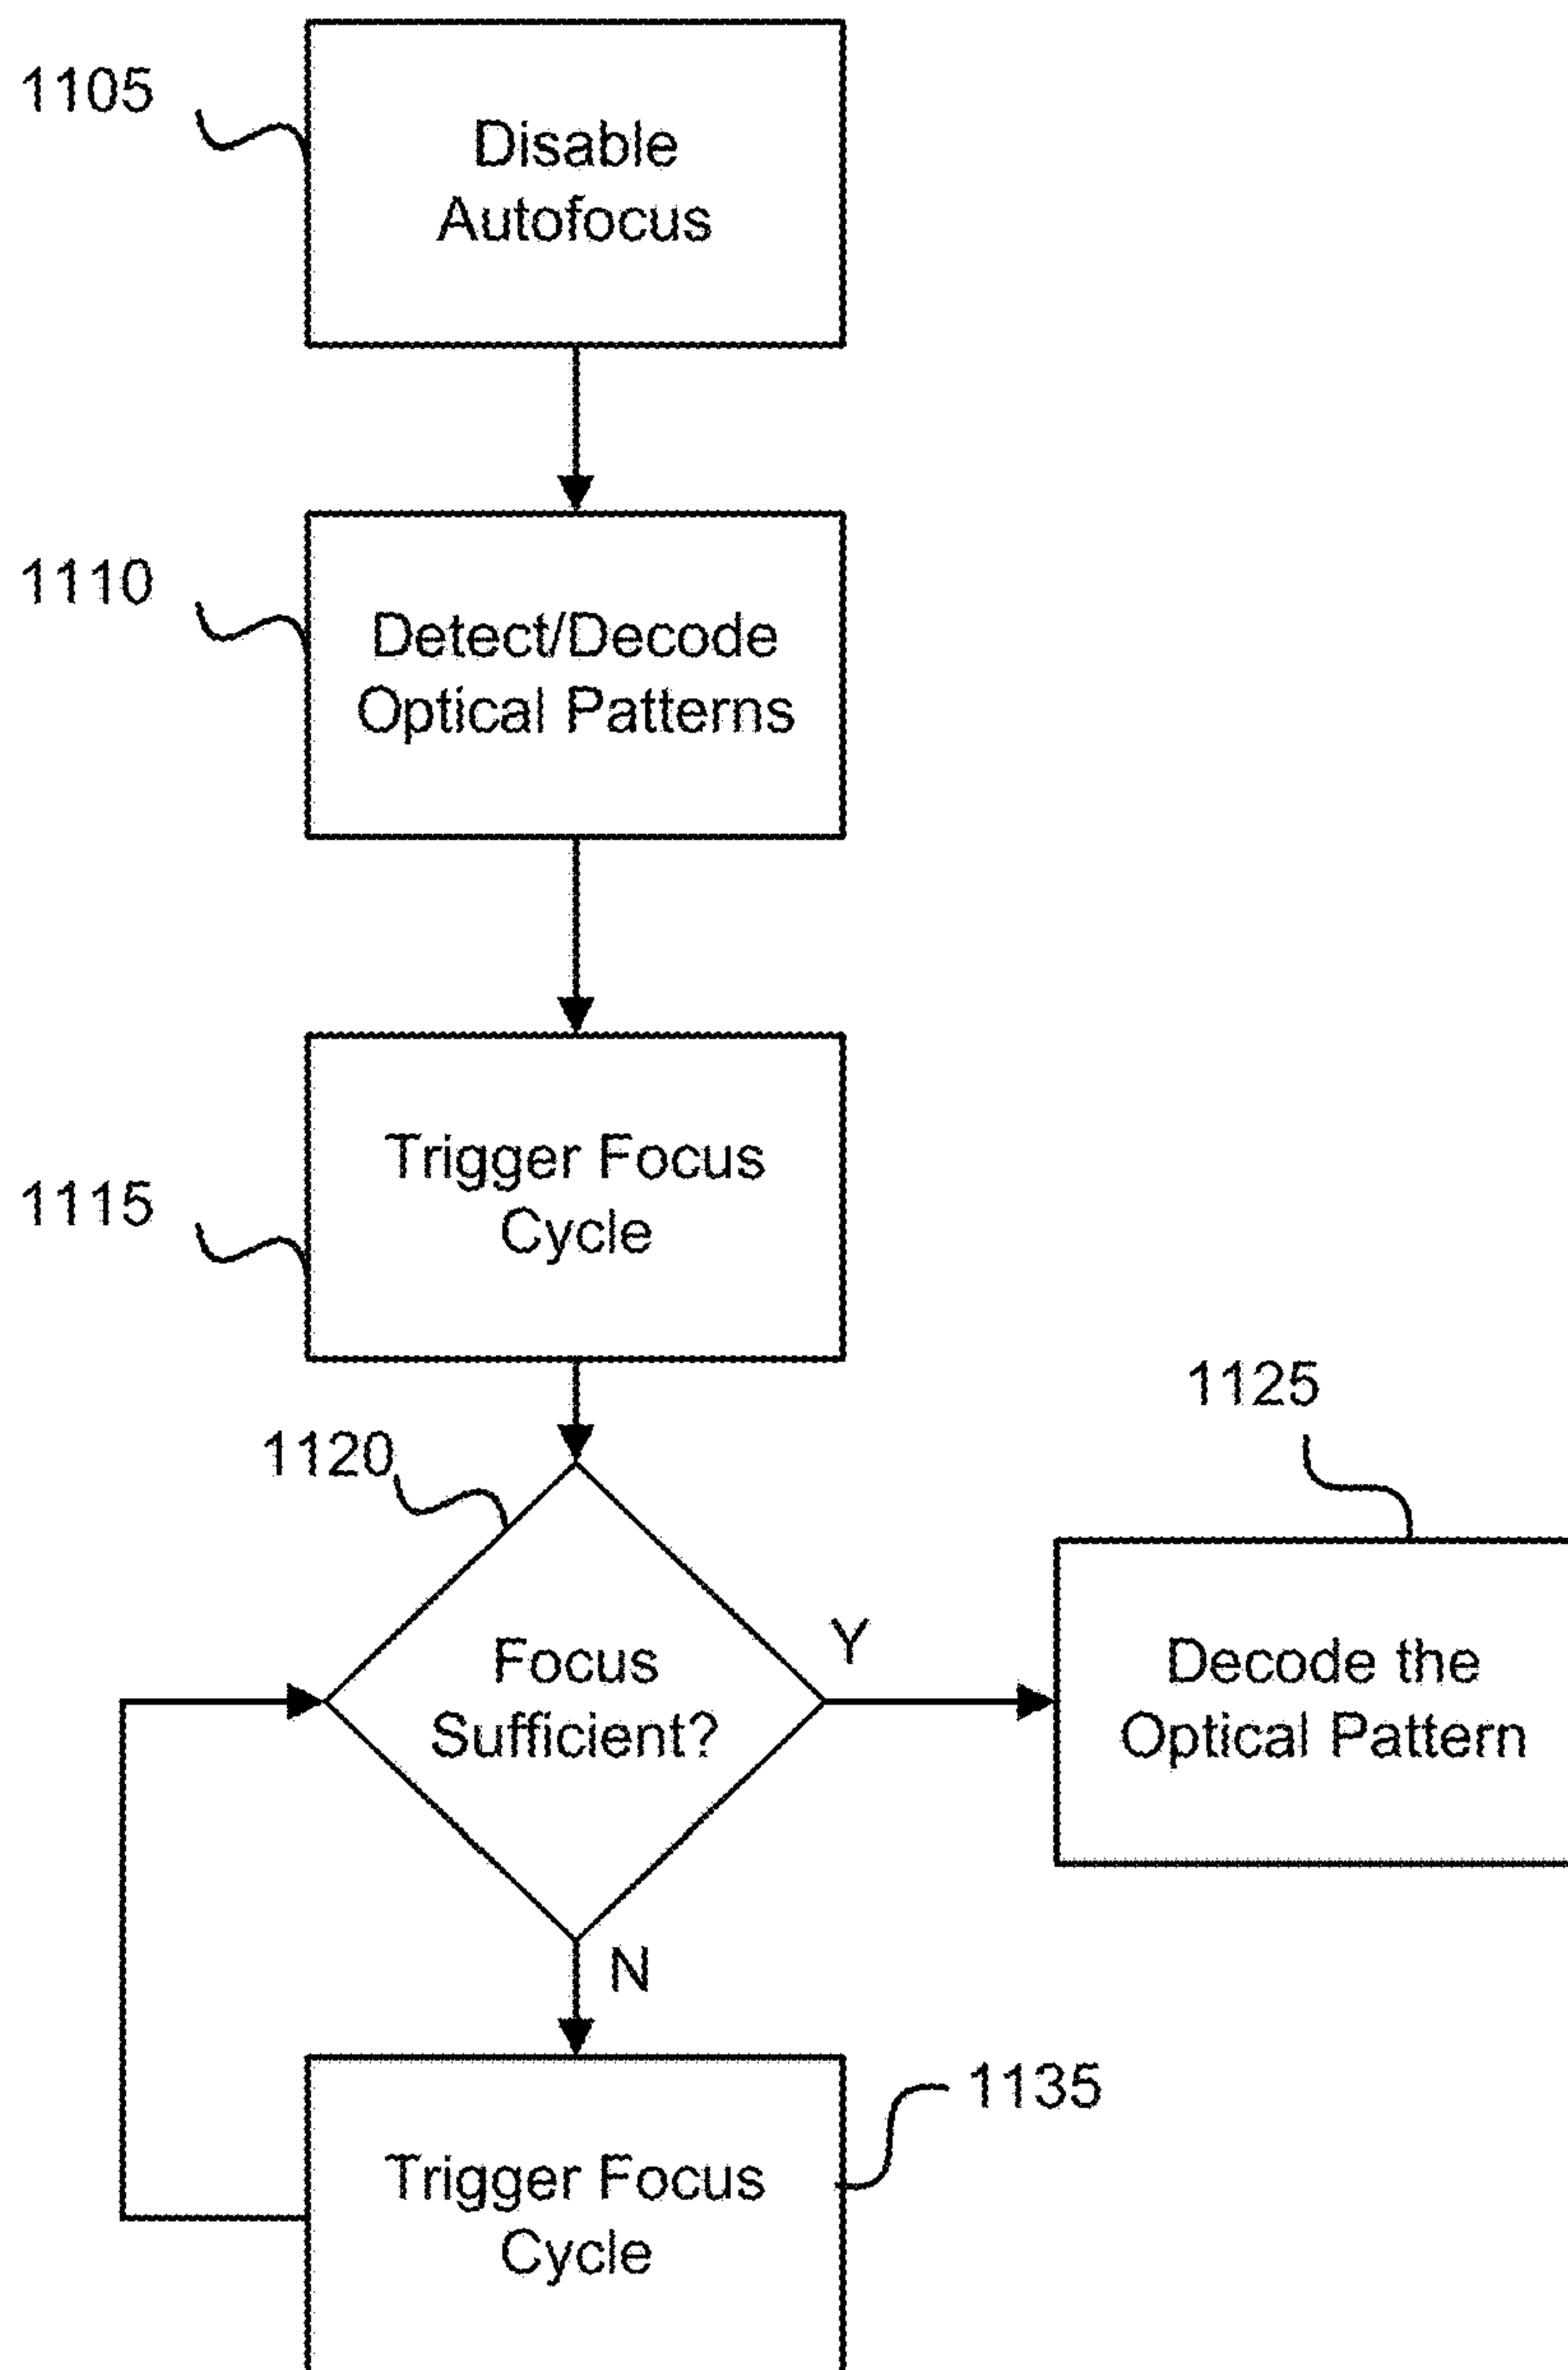 1105
Disable
Autofocus
1110
Detect/Decode
Optical Patterns
Trigger Focus
Cycle
1115
1120
1125
Focus
Sufficient?
Y
Decode the
Optical Pattern
N
1135
Trigger Focus
Cycle